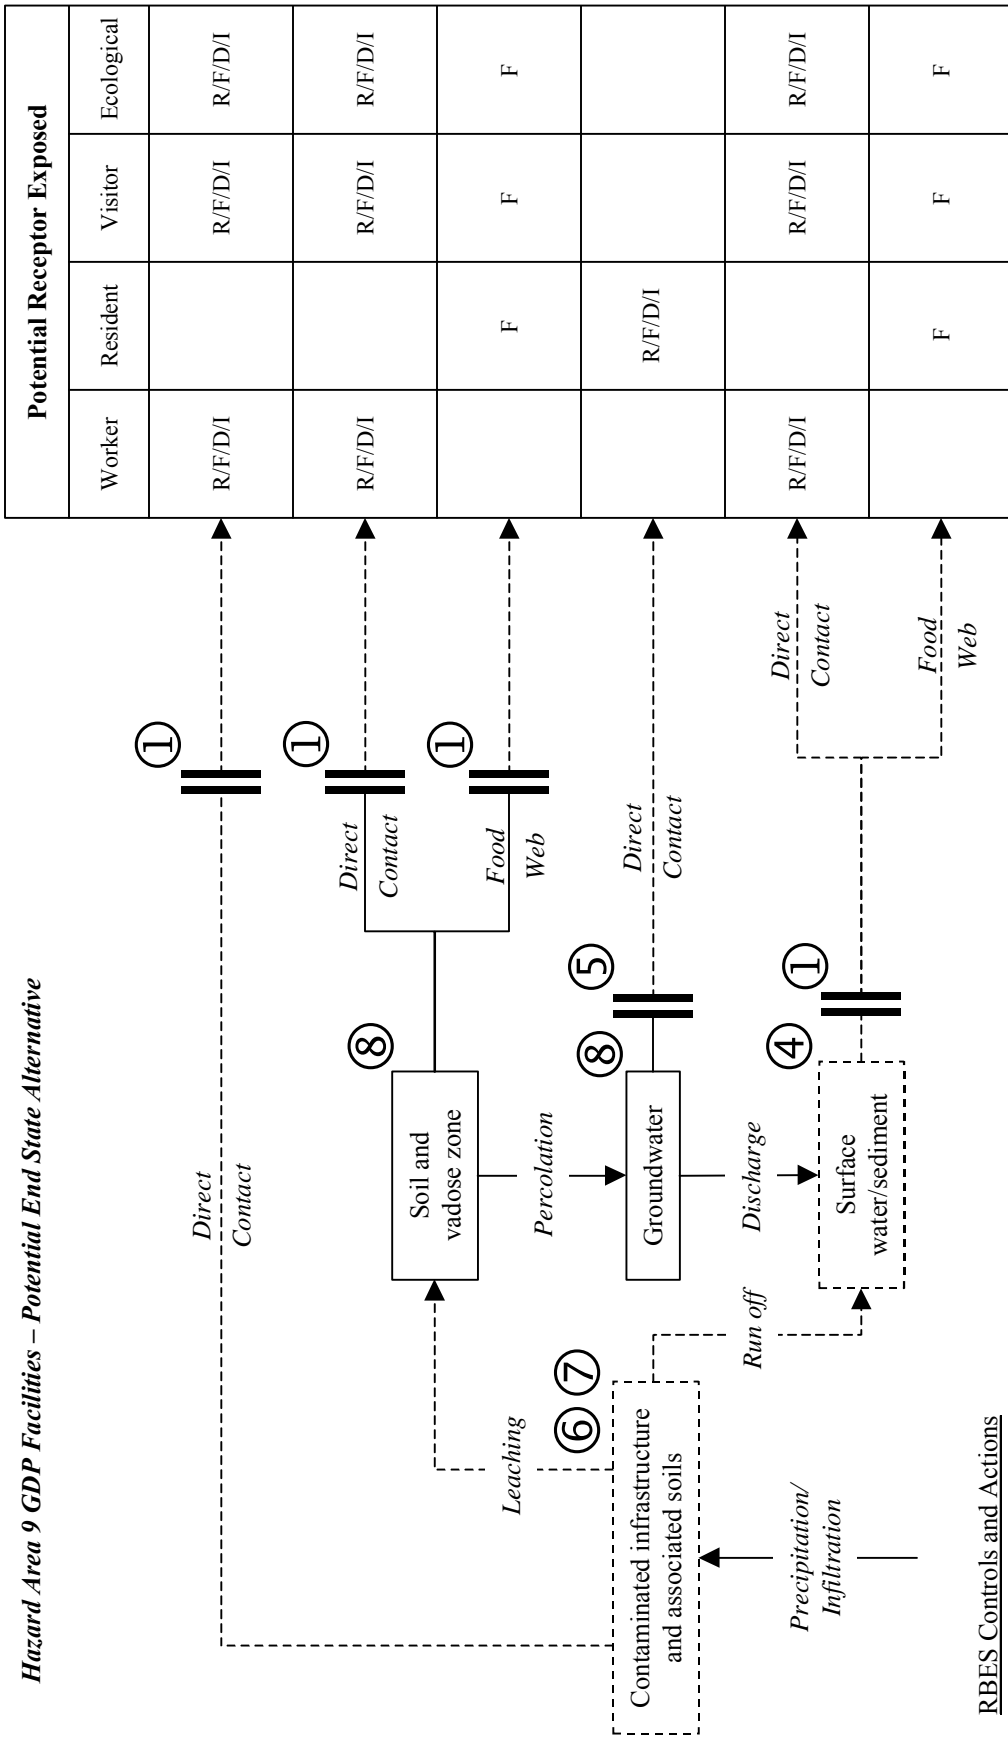 Hazard Area 9 GDP Facilities – Potential End State Alternative
Potential Receptor Exposed
Worker
Resident
Visitor
Ecological
Direct
Contact
①
R/F/D/I
R/F/D/I
R/F/D/I
⑧
Soil and
vadose zone
Direct
Contact
①
R/F/D/I
R/F/D/I
R/F/D/I
Food
Web
①
F
F
F
Leaching
Percolation
⑥ ⑦
Contaminated infrastructure
and associated soils
⑧
Groundwater
⑤
Direct
Contact
R/F/D/I
Run off
Discharge
④
Surface
water/sediment
①
Direct
Contact
R/F/D/I
R/F/D/I
R/F/D/I
Food
Web
F
F
F
Precipitation/
Infiltration
RBES Controls and Actions